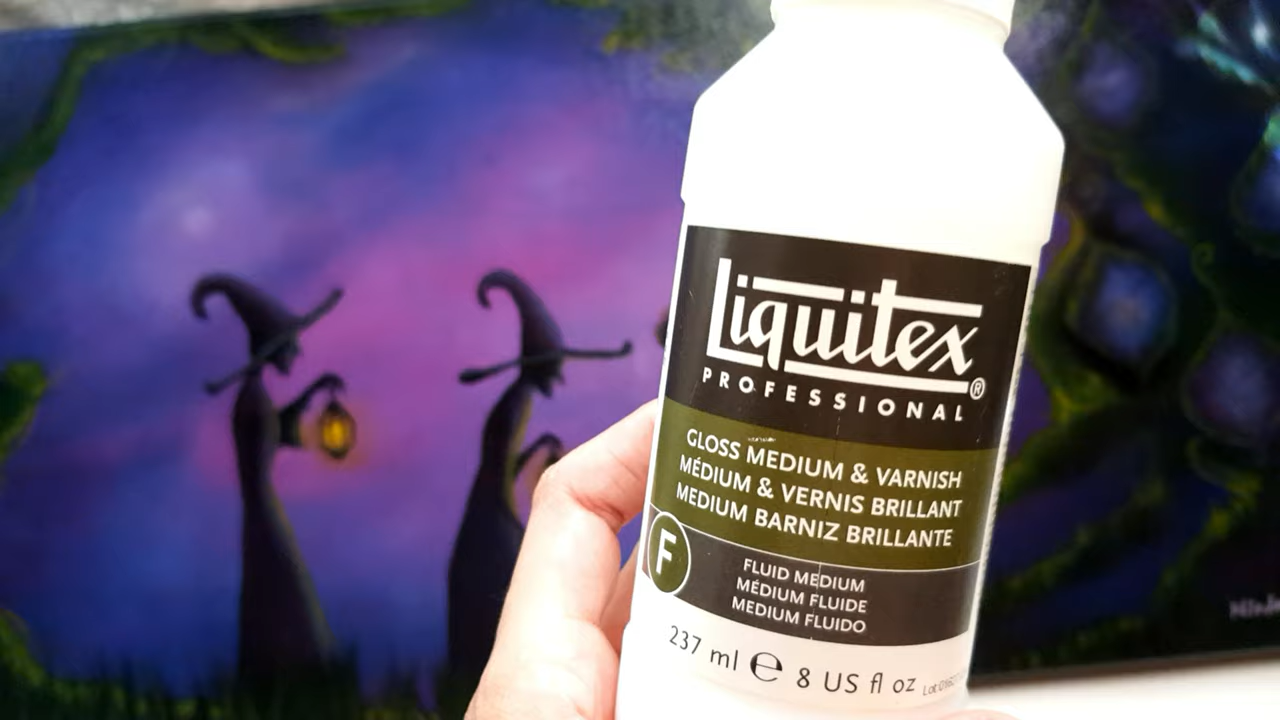 Liquitex®
PROFESSIONAL
GLOSS MEDIUM & VARNISH
MÉDIUM & VERNIS BRILLANT
MEDIUM BARNIZ BRILLANTE
F
FLUID MEDIUM
MÉDIUM FLUIDE
MEDIUM FLUIDO
237 ml ℮ 8 US fl oz